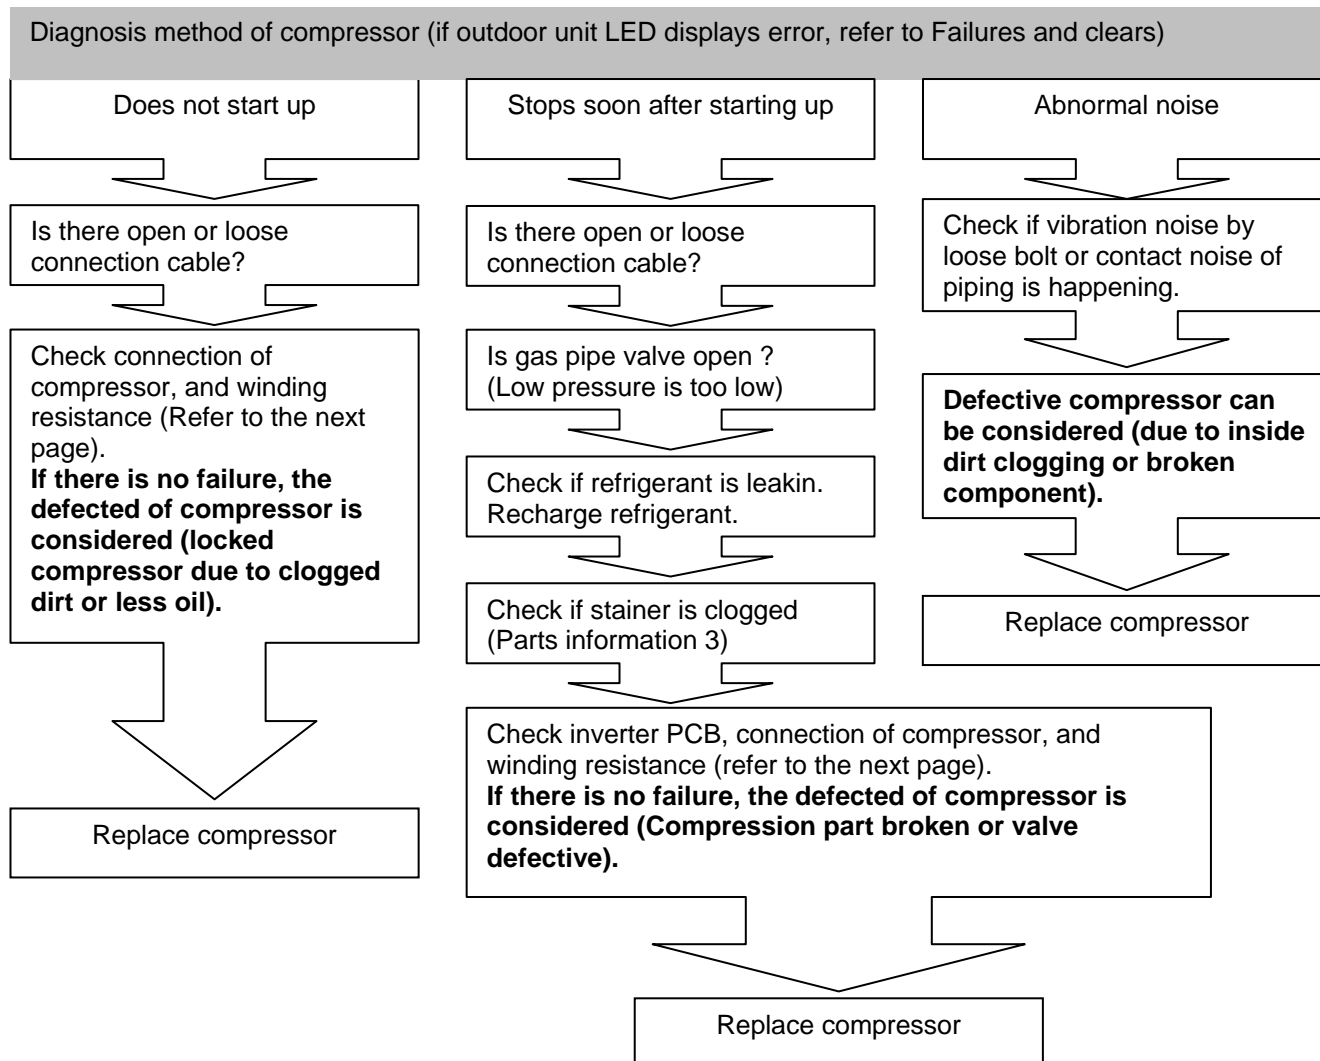 Diagnosis method of compressor (if outdoor unit LED displays error, refer to Failures and clears)
Does not start up
Is there open or loose
connection cable?
Check connection of
compressor, and winding
resistance (Refer to the next
page).
If there is no failure, the
defected of compressor is
considered (locked
compressor due to clogged
dirt or less oil).
Replace compressor
Stops soon after starting up
Is there open or loose
connection cable?
Is gas pipe valve open ?
(Low pressure is too low)
Check if refrigerant is leakin.
Recharge refrigerant.
Check if stainer is clogged
(Parts information 3)
Check inverter PCB, connection of compressor, and
winding resistance (refer to the next page).
If there is no failure, the defected of compressor is
considered (Compression part broken or valve
defective).
Replace compressor
Abnormal noise
Check if vibration noise by
loose bolt or contact noise of
piping is happening.
Defective compressor can
be considered (due to inside
dirt clogging or broken
component).
Replace compressor